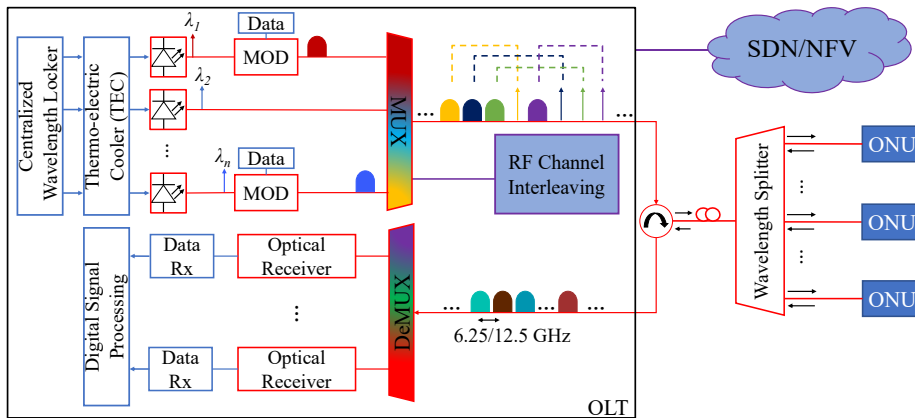 Centralized
Wavelength Locker
Thermo-electric
Cooler (TEC)
λ1
Data
MOD
λ2
...
λn
Data
MOD
MUX
...
...
RF Channel
Interleaving
SDN/NFV
Wavelength Splitter
ONU
...
ONU
...
ONU
Digital Signal
Processing
Data
Rx
Optical
Receiver
...
Data
Rx
Optical
Receiver
DeMUX
...
...
...
6.25/12.5 GHz
OLT